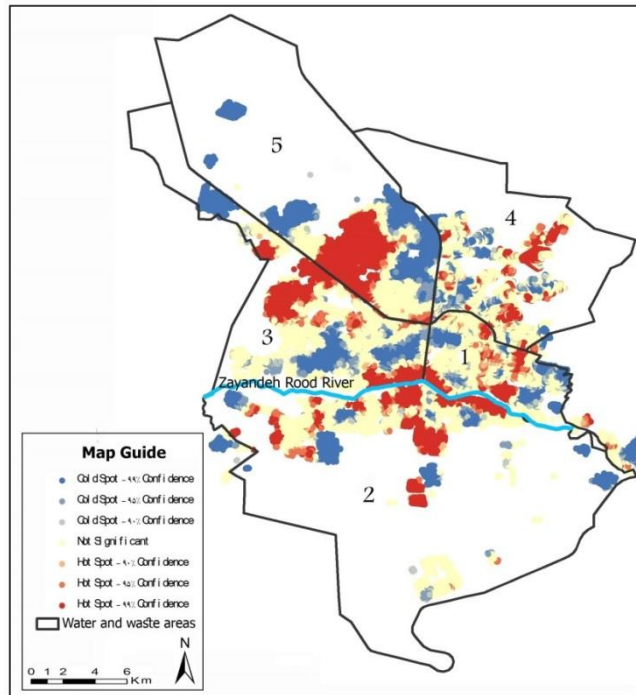 5
4
3
1
Zayandeh Rood River
2
Map Guide
Cold Spot - ۹۹٪ Confidence
Cold Spot - ۹۵٪ Confidence
Cold Spot - ۹۰٪ Confidence
Not Significant
Hot Spot - ۹۰٪ Confidence
Hot Spot - ۹۵٪ Confidence
Hot Spot - ۹۹٪ Confidence
Water and waste areas
N
0 1 2 4 6
Km